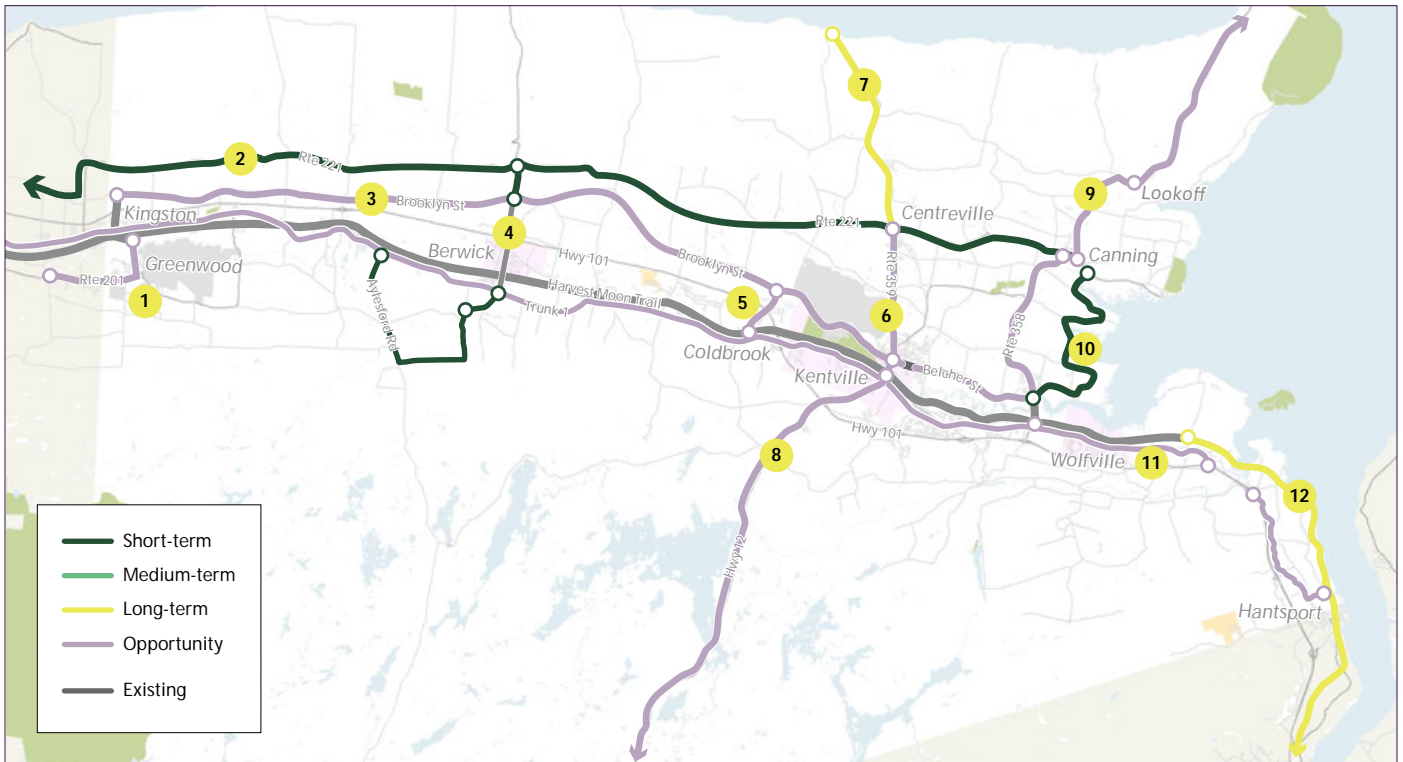 7
2
Rte 221
9
Lookoff
3
Brooklyn St
Kingston
Centreville
Rte 221
4
Berwick
Hwy 101
Canning
Brooklyn St
Rte 359
Greenwood
Rte 201
1
Harvest Moon Trail
5
Trunk 1
6
Aylesford Rd
Rte 358
10
Coldbrook
Kentville
Belcher St
Hwy 101
8
Wolfville
11
12
Hwy 12
Hantsport
Short-term
Medium-term
Long-term
Opportunity
Existing